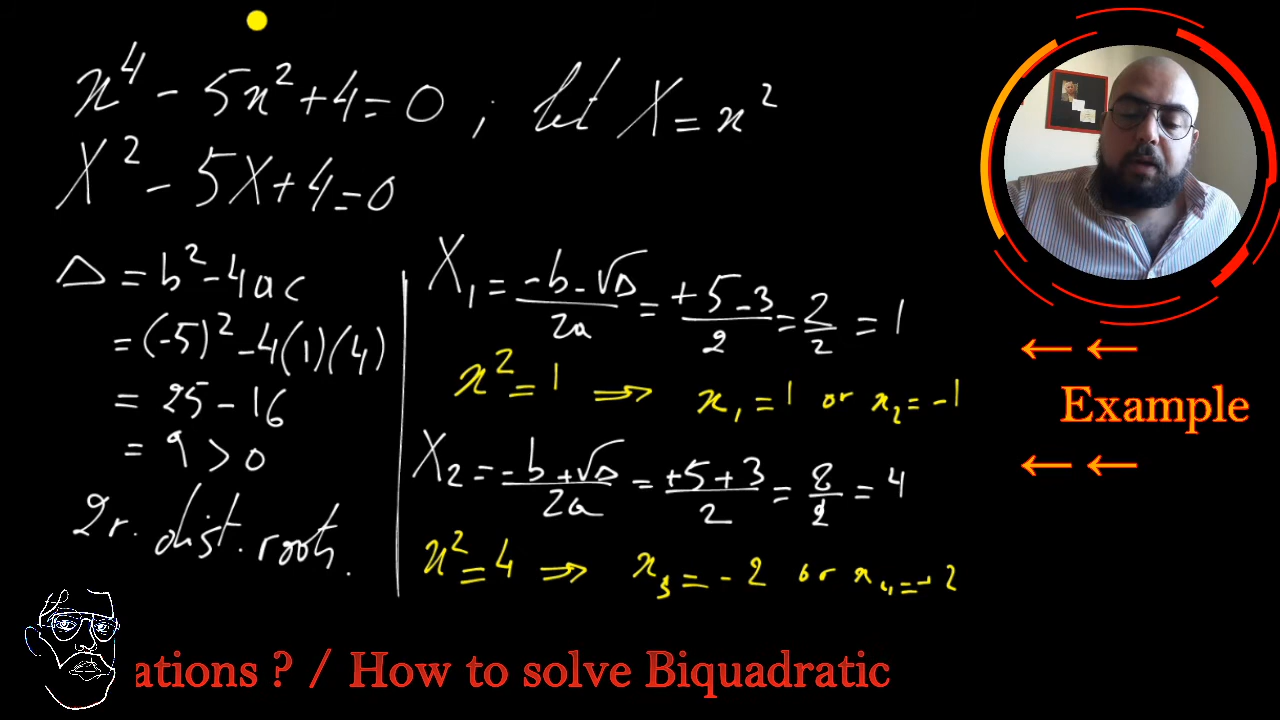 x⁴ - 5x² + 4 = 0 ; let X = x²
X² - 5X + 4 = 0
Δ = b² - 4ac
= (-5)² - 4(1)(4)
= 25 - 16
= 9 > 0
2 r. dist. roots.
X₁ = (-b - √Δ)/2a = (+5 - 3)/2 = 2/2 = 1
x² = 1 ⇒ x₁ = 1 or x₂ = -1
X₂ = (-b + √Δ)/2a = (+5 + 3)/2 = 8/2 = 4
x² = 4 ⇒ x₃ = -2 or x₄ = +2
← ←
Example
← ←
ations ? / How to solve Biquadratic